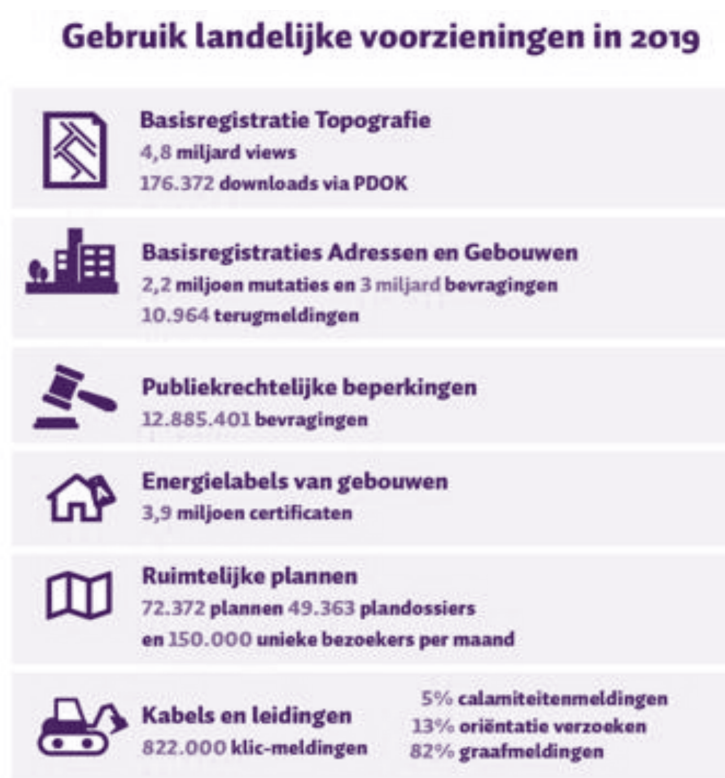 Gebruik landelijke voorzieningen in 2019
Basisregistratie Topografie
4,8 miljard views
176.372 downloads via PDOK
Basisregistraties Adressen en Gebouwen
2,2 miljoen mutaties en 3 miljard bevragingen
10.964 terugmeldingen
Publiekrechtelijke beperkingen
12.885.401 bevragingen
Energielabels van gebouwen
3,9 miljoen certificaten
Ruimtelijke plannen
72.372 plannen 49.363 plandossiers
en 150.000 unieke bezoekers per maand
Kabels en leidingen
822.000 klic-meldingen
5% calamiteitenmeldingen
13% oriëntatie verzoeken
82% graafmeldingen